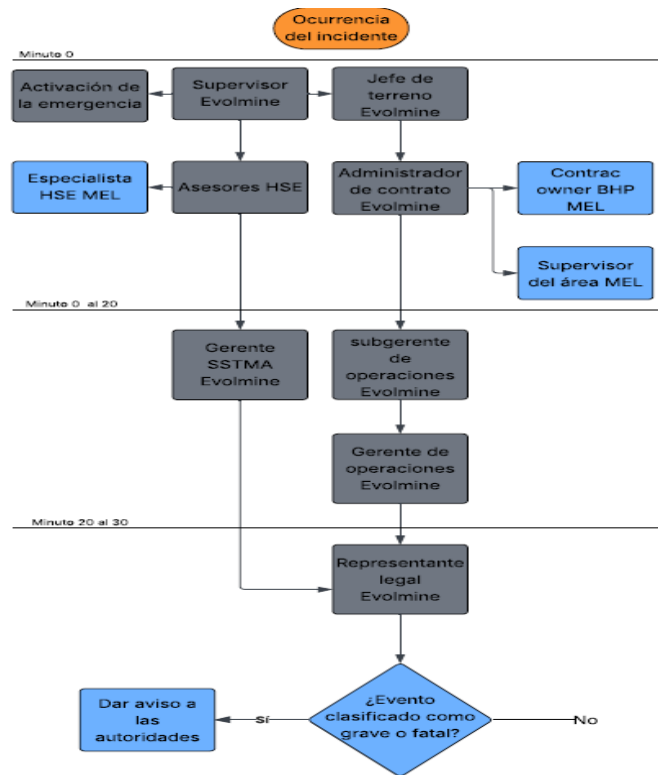 Ocurrencia
del incidente
Minuto 0
Activación de
la emergencia
Supervisor
Evolmine
Jefe de
terreno
Evolmine
Especialista
HSE MEL
Asesores HSE
Administrador
de contrato
Evolmine
Contrac
owner BHP
MEL
Supervisor
del área MEL
Minuto 0 al 20
Gerente
SSTMA
Evolmine
subgerente
de
operaciones
Evolmine
Gerente de
operaciones
Evolmine
Minuto 20 al 30
Representante
legal
Evolmine
Dar aviso a
las
autoridades
sí
¿Evento
clasificado como
grave o fatal?
No